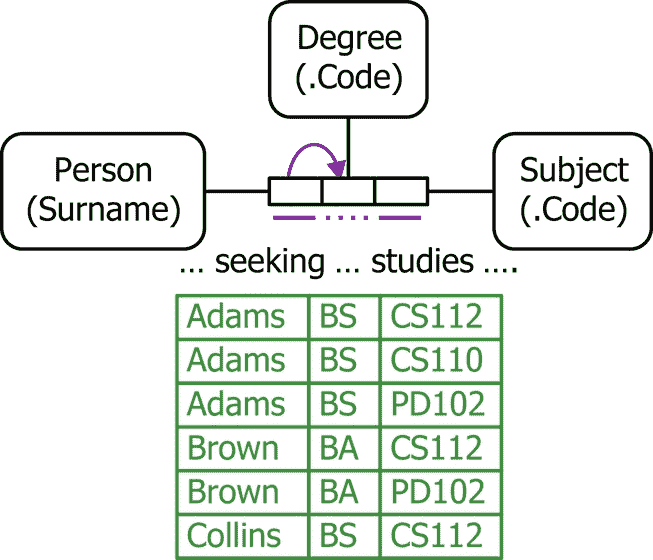 Degree
(.Code)
Person
(Surname)
Subject
(.Code)
... seeking ... studies ....
Adams BS CS112
Adams BS CS110
Adams BS PD102
Brown BA CS112
Brown BA PD102
Collins BS CS112